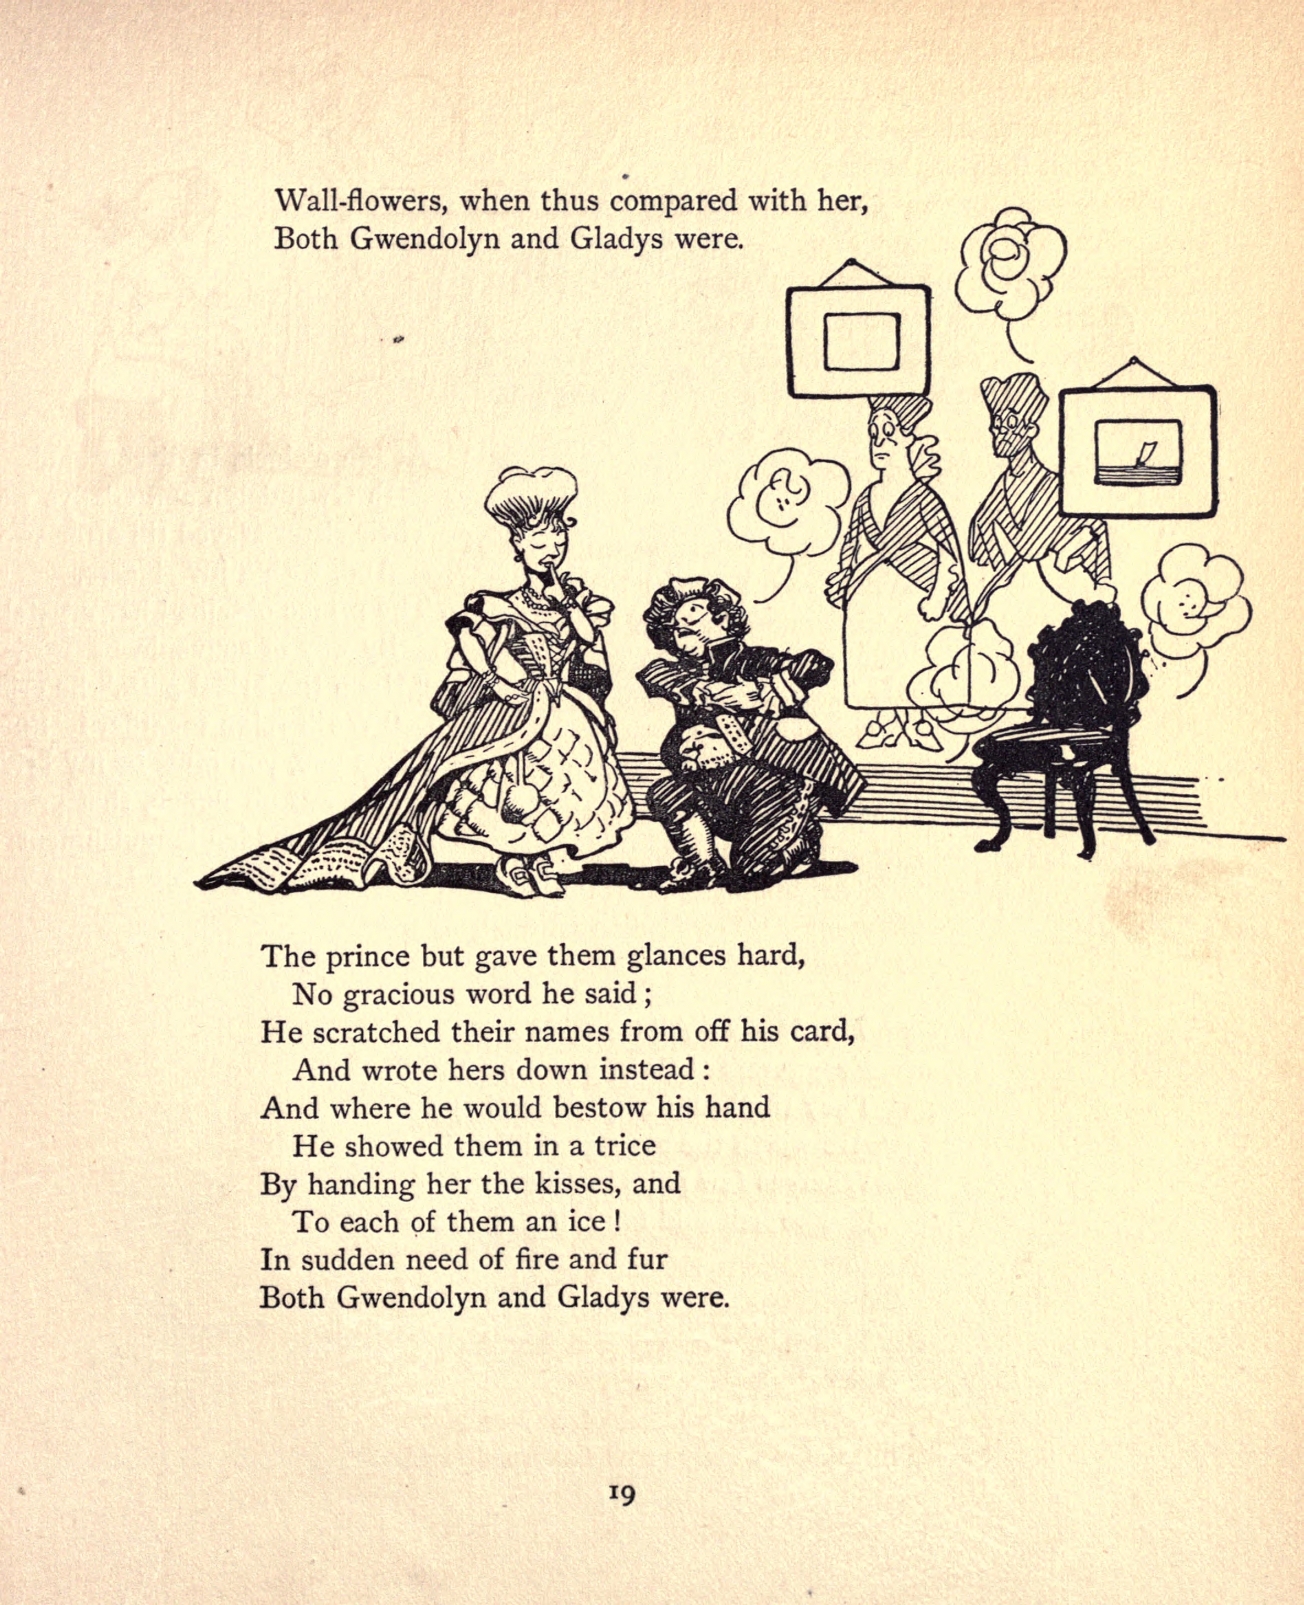 Wall-flowers, when thus compared with her,
Both Gwendolyn and Gladys were.
The prince but gave them glances hard,
No gracious word he said ;
He scratched their names from off his card,
And wrote hers down instead :
And where he would bestow his hand
He showed them in a trice
By handing her the kisses, and
To each of them an ice !
In sudden need of fire and fur
Both Gwendolyn and Gladys were.
19